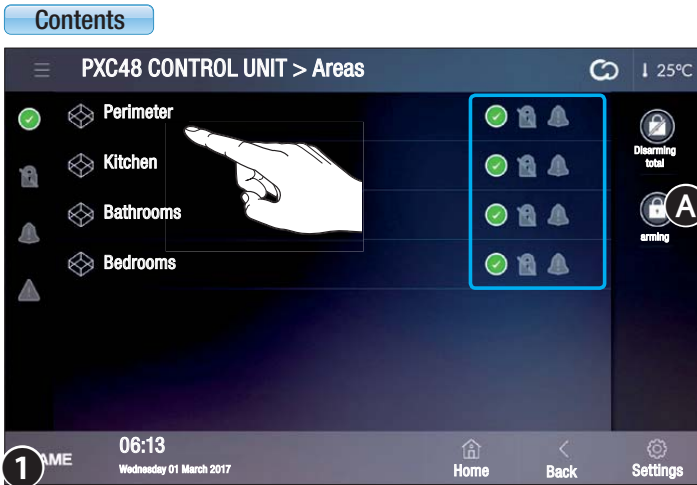 Contents
PXC48 CONTROL UNIT > Areas
25°C
Perimeter
Kitchen
Bathrooms
Bedrooms
Disarming
total
A
arming
1
AME
06:13
Wednesday 01 March 2017
Home
Back
Settings